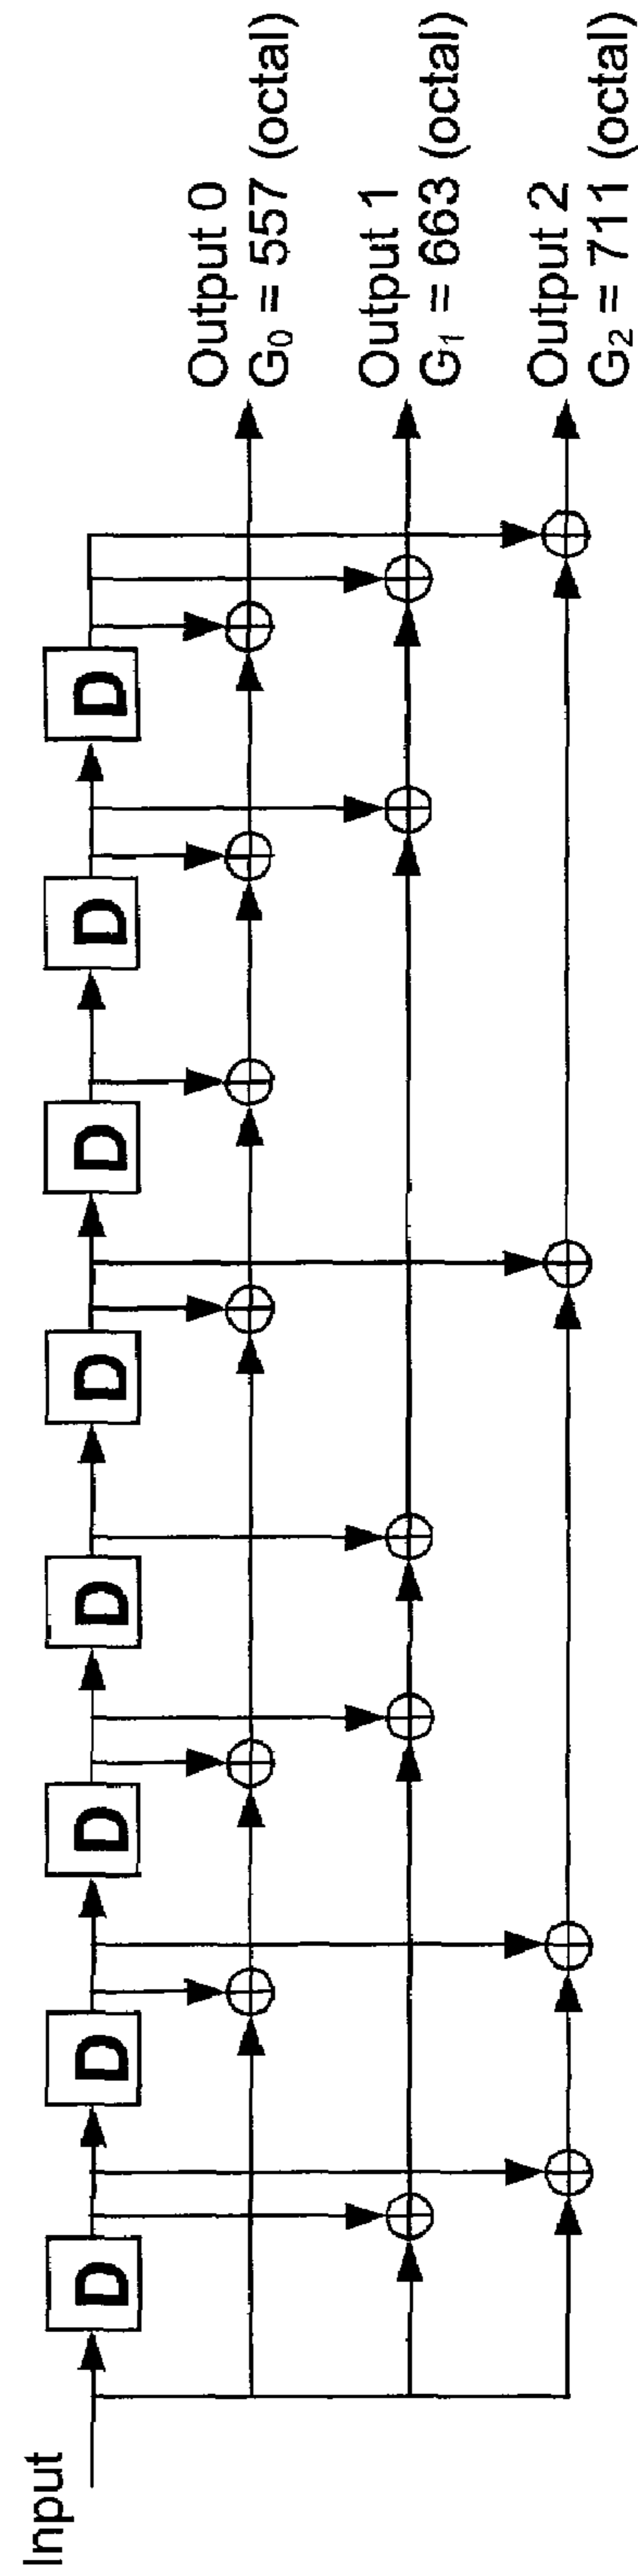 Input
D
D
D
D
D
D
D
D
Output 0
G₀ = 557 (octal)
Output 1
G₁ = 663 (octal)
Output 2
G₂ = 711 (octal)